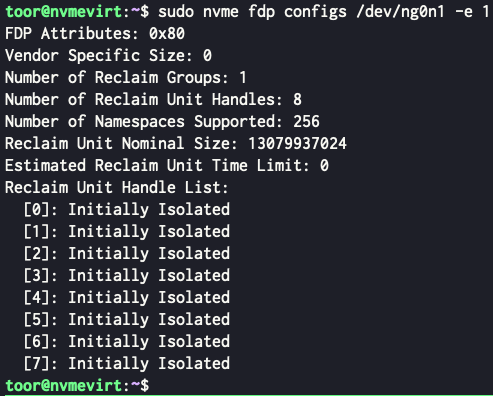 toor@nvmevirt:~$ sudo nvme fdp configs /dev/ng0n1 -e 1
FDP Attributes: 0x80
Vendor Specific Size: 0
Number of Reclaim Groups: 1
Number of Reclaim Unit Handles: 8
Number of Namespaces Supported: 256
Reclaim Unit Nominal Size: 13079937024
Estimated Reclaim Unit Time Limit: 0
Reclaim Unit Handle List:
  [0]: Initially Isolated
  [1]: Initially Isolated
  [2]: Initially Isolated
  [3]: Initially Isolated
  [4]: Initially Isolated
  [5]: Initially Isolated
  [6]: Initially Isolated
  [7]: Initially Isolated
toor@nvmevirt:~$